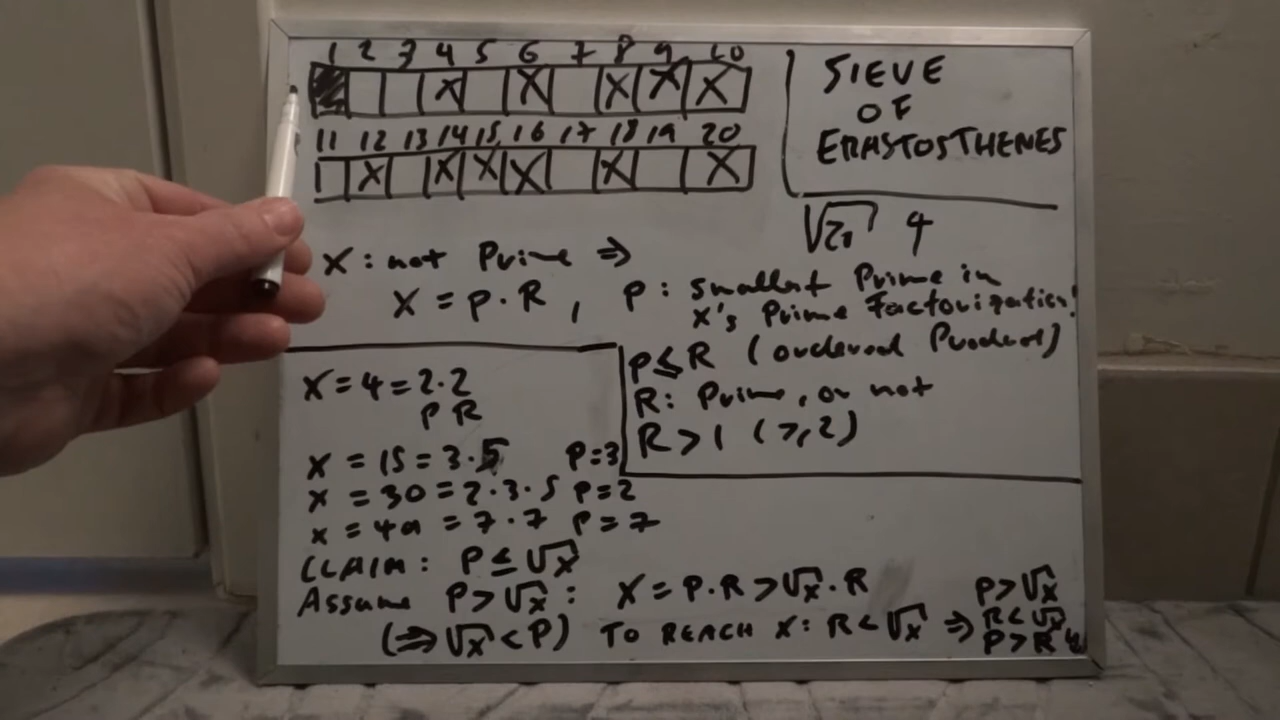 1 2 3 4 5 6 7 8 9 10
X X X X X
11 12 13 14 15 16 17 18 19 20
X X X X X X
SIEVE
OF
ERASTOSTHENES
√20 4
X : not Prime ⇒
X = P · R , P : smallest Prime in
X's Prime Factorization!
P ≤ R (ordered Product)
R: Prime, or not
R > 1 (≥ 2)
X = 4 = 2 · 2
P R
X = 15 = 3 · 5 P = 3
X = 30 = 2 · 3 · 5 P = 2
X = 49 = 7 · 7 P = 7
CLAIM: P ≤ √x
Assume P > √x : X = P · R > √x · R
(⇒ √x < P) TO REACH X: R < √x ⇒
P > √x
R < √x
P > R